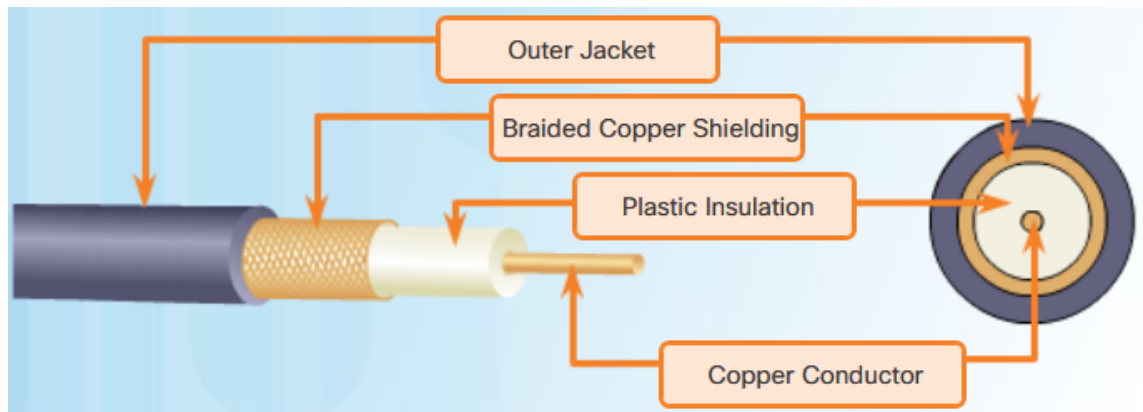 Outer Jacket
Braided Copper Shielding
Plastic Insulation
Copper Conductor